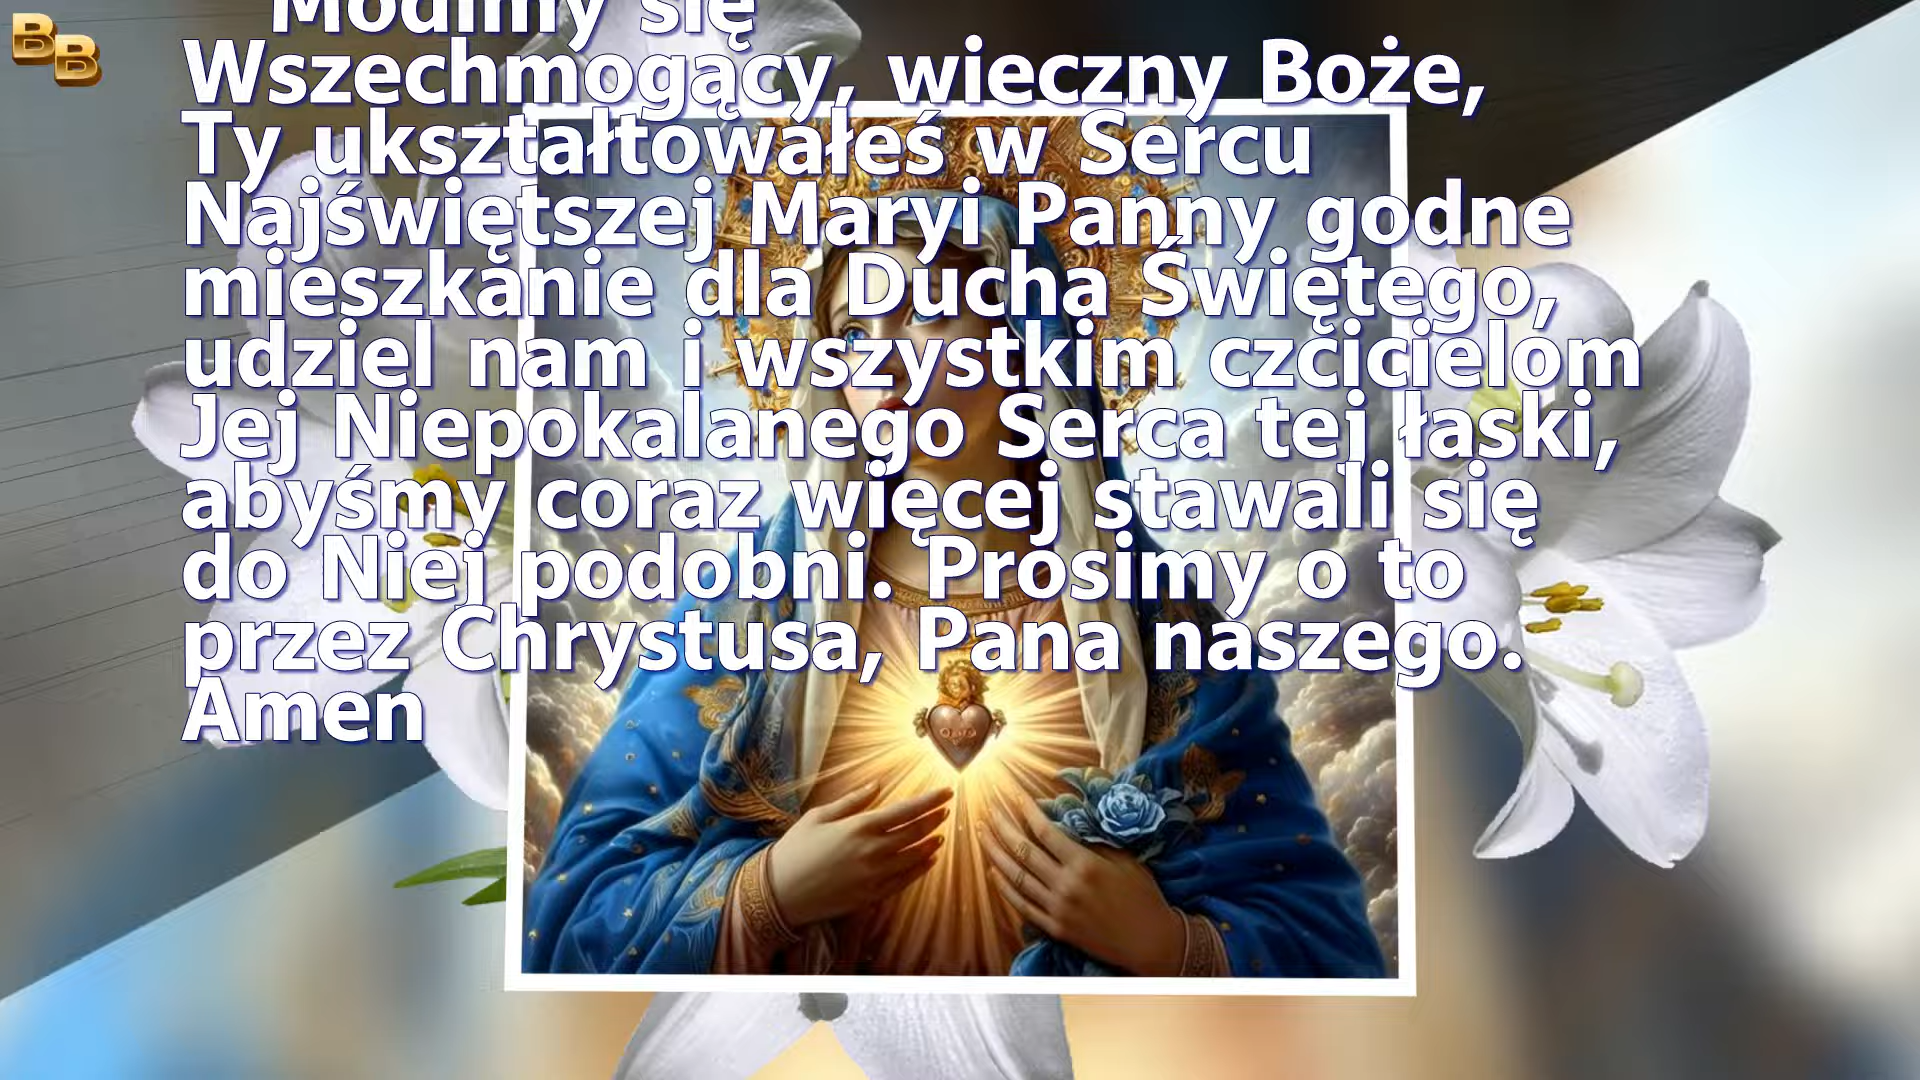 BB
Módlmy się
Wszechmogący, wieczny Boże,
Ty ukształtowałeś w Sercu
Najświętszej Maryi Panny godne
mieszkanie dla Ducha Świętego,
udziel nam i wszystkim czcicielom
Jej Niepokalanego Serca tej łaski,
abyśmy coraz więcej stawali się
do Niej podobni. Prosimy o to
przez Chrystusa, Pana naszego.
Amen